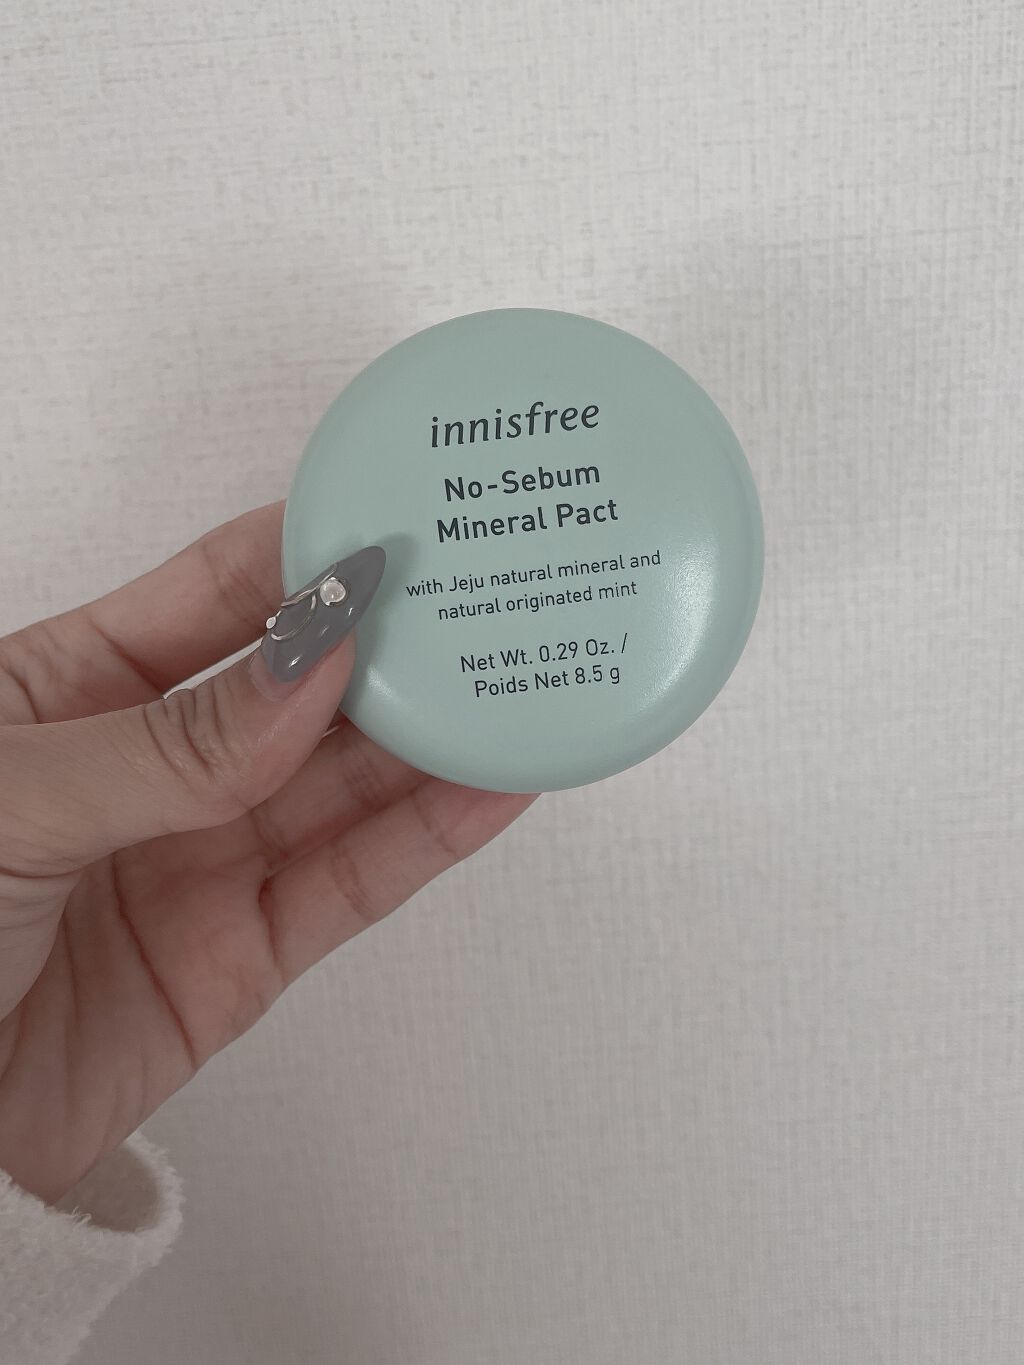 innisfree
No-Sebum
Mineral Pact
with Jeju natural mineral and
natural originated mint
Net Wt. 0.29 Oz. /
Poids Net 8.5 g